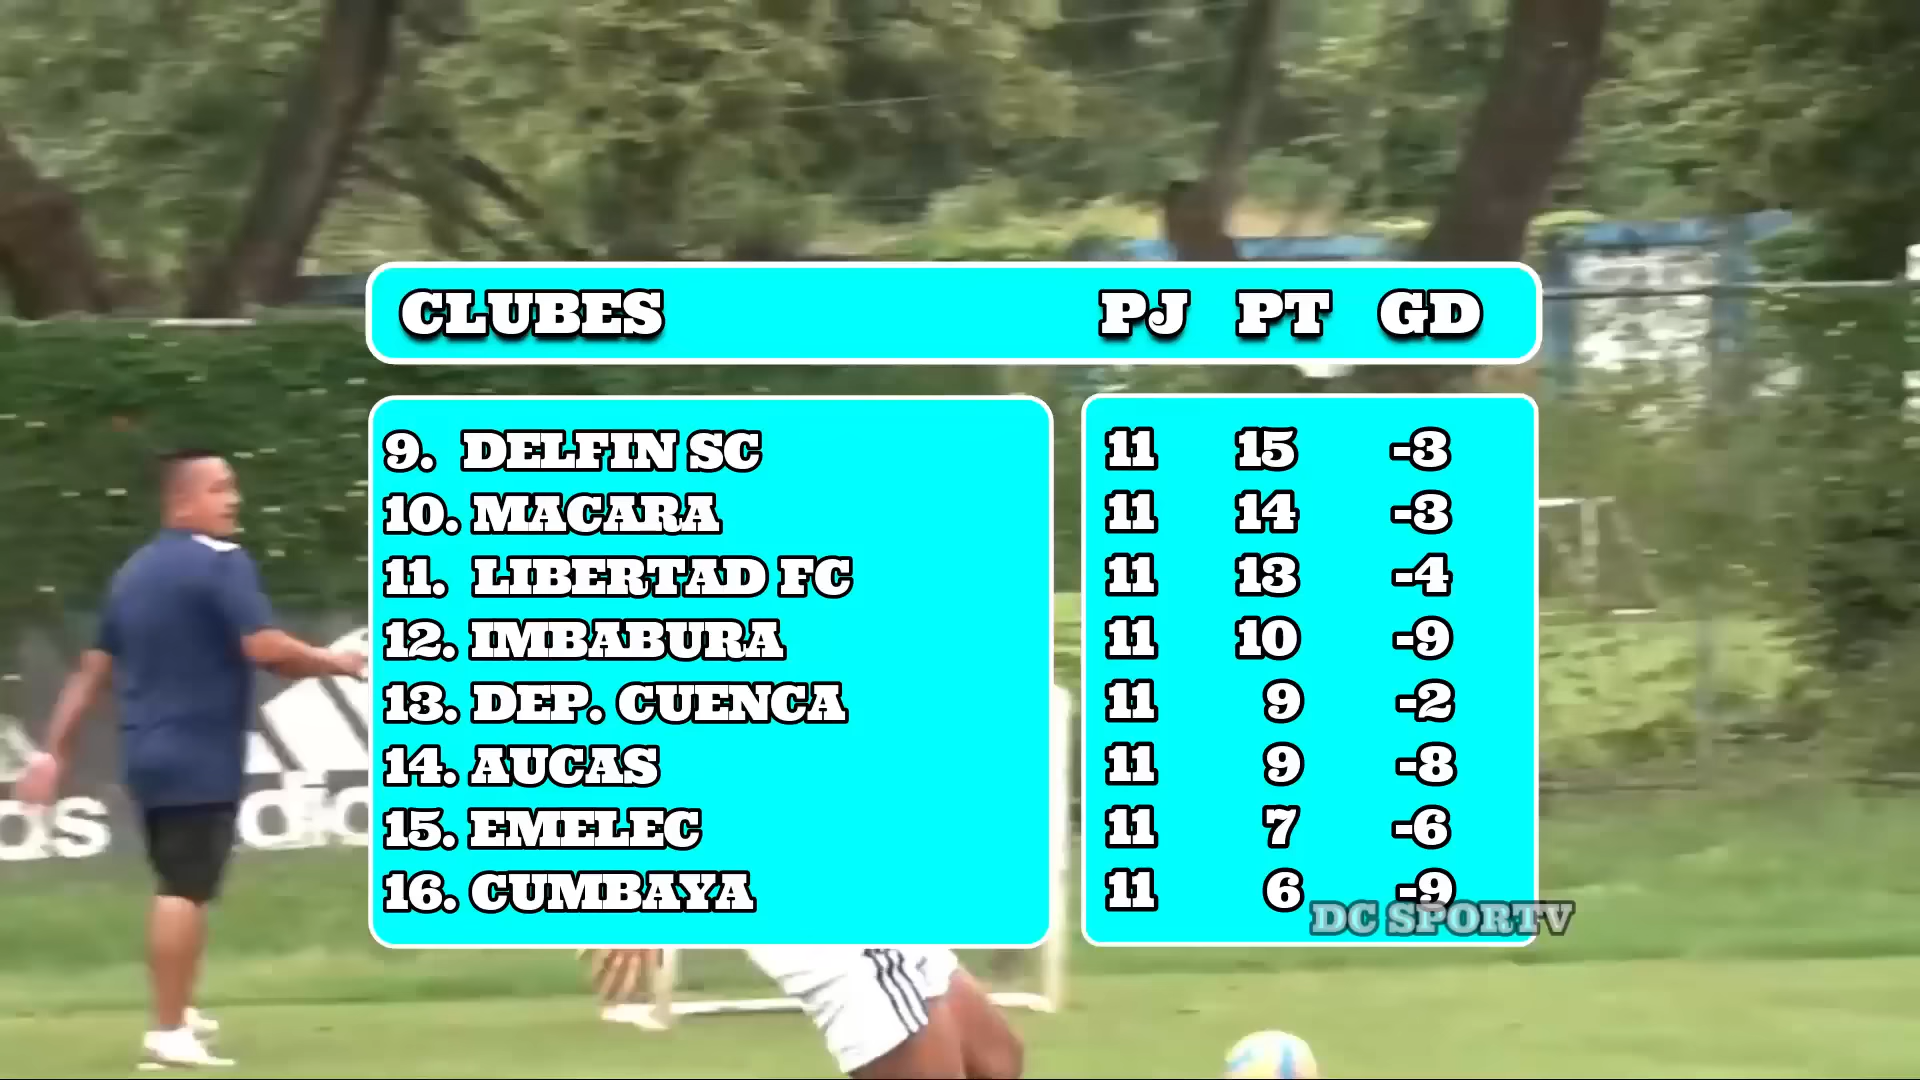 CLUBES PJ PT GD
9. DELFIN SC 11 15 -3
10. MACARA 11 14 -3
11. LIBERTAD FC 11 13 -4
12. IMBABURA 11 10 -9
13. DEP. CUENCA 11 9 -2
14. AUCAS 11 9 -8
15. EMELEC 11 7 -6
16. CUMBAYA 11 6 -9
DC SPORTV
as adid